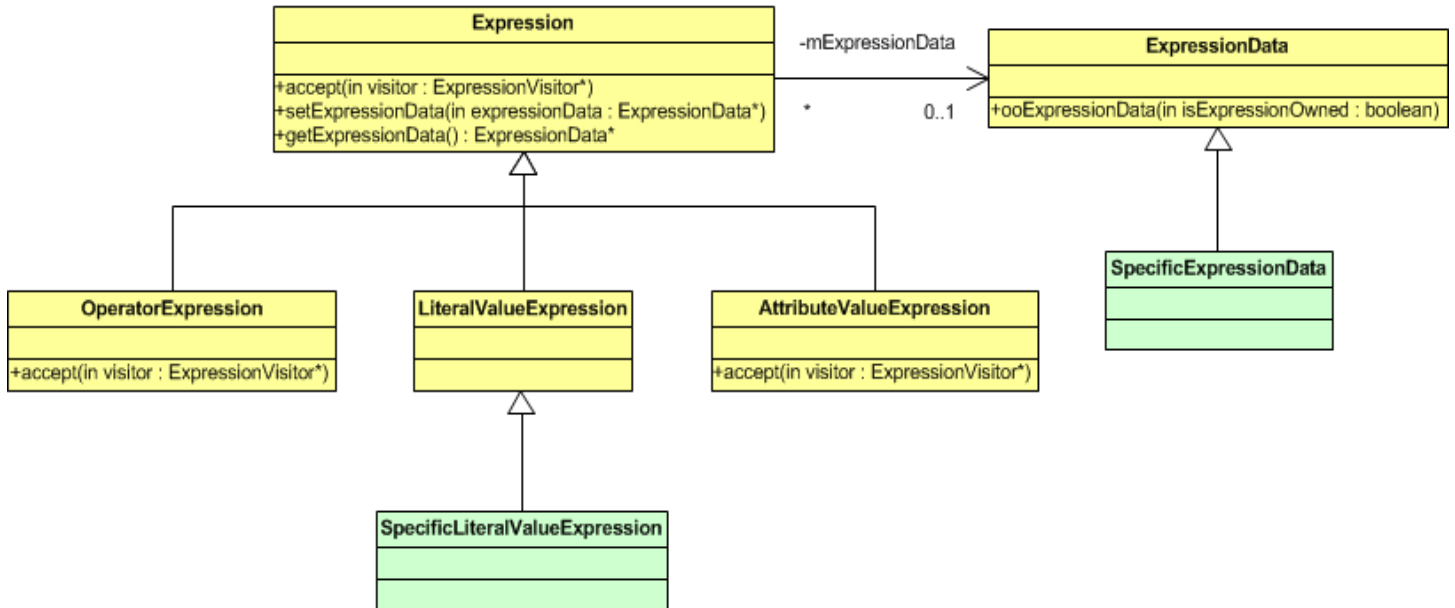 Expression
+accept(in visitor : ExpressionVisitor*)
+setExpressionData(in expressionData : ExpressionData*)
+getExpressionData() : ExpressionData*
-mExpressionData
*
0..1
ExpressionData
+ooExpressionData(in isExpressionOwned : boolean)
SpecificExpressionData
OperatorExpression
+accept(in visitor : ExpressionVisitor*)
LiteralValueExpression
AttributeValueExpression
+accept(in visitor : ExpressionVisitor*)
SpecificLiteralValueExpression